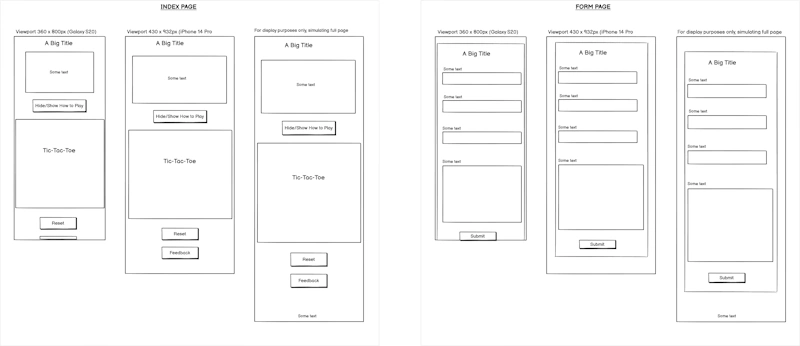 INDEX PAGE
Viewport 360 x 800px (Galaxy S20)
A Big Title
Some text
Hide/Show How to Play
Tic-Tac-Toe
Reset
Viewport 430 x 932px (iPhone 14 Pro
A Big Title
Some text
Hide/Show How to Play
Tic-Tac-Toe
Reset
Feedback
For display purposes only, simulating full page
A Big Title
Some text
Hide/Show How to Play
Tic-Tac-Toe
Reset
Feedback
Some text
FORM PAGE
Viewport 360 x 800px (Galaxy S20)
A Big Title
Some text
Some text
Some text
Some text
Submit
Viewport 430 x 932px (iPhone 14 Pro
A Big Title
Some text
Some text
Some text
Some text
Submit
For display purposes only, simulating full page
A Big Title
Some text
Some text
Some text
Some text
Submit
Some text